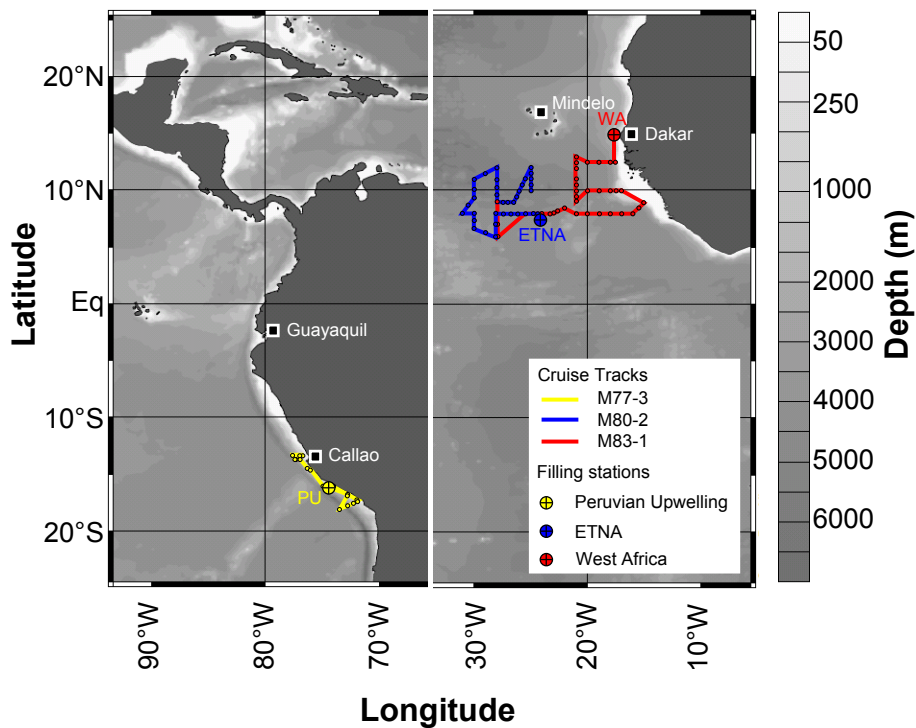 Latitude
20°N
10°N
Eq
10°S
20°S
Guayaquil
Callao
PU
Mindelo
WA
Dakar
ETNA
Cruise Tracks
M77-3
M80-2
M83-1
Filling stations
Peruvian Upwelling
ETNA
West Africa
50
250
1000
2000
3000
4000
5000
6000
Depth (m)
90°W
80°W
70°W
30°W
20°W
10°W
Longitude